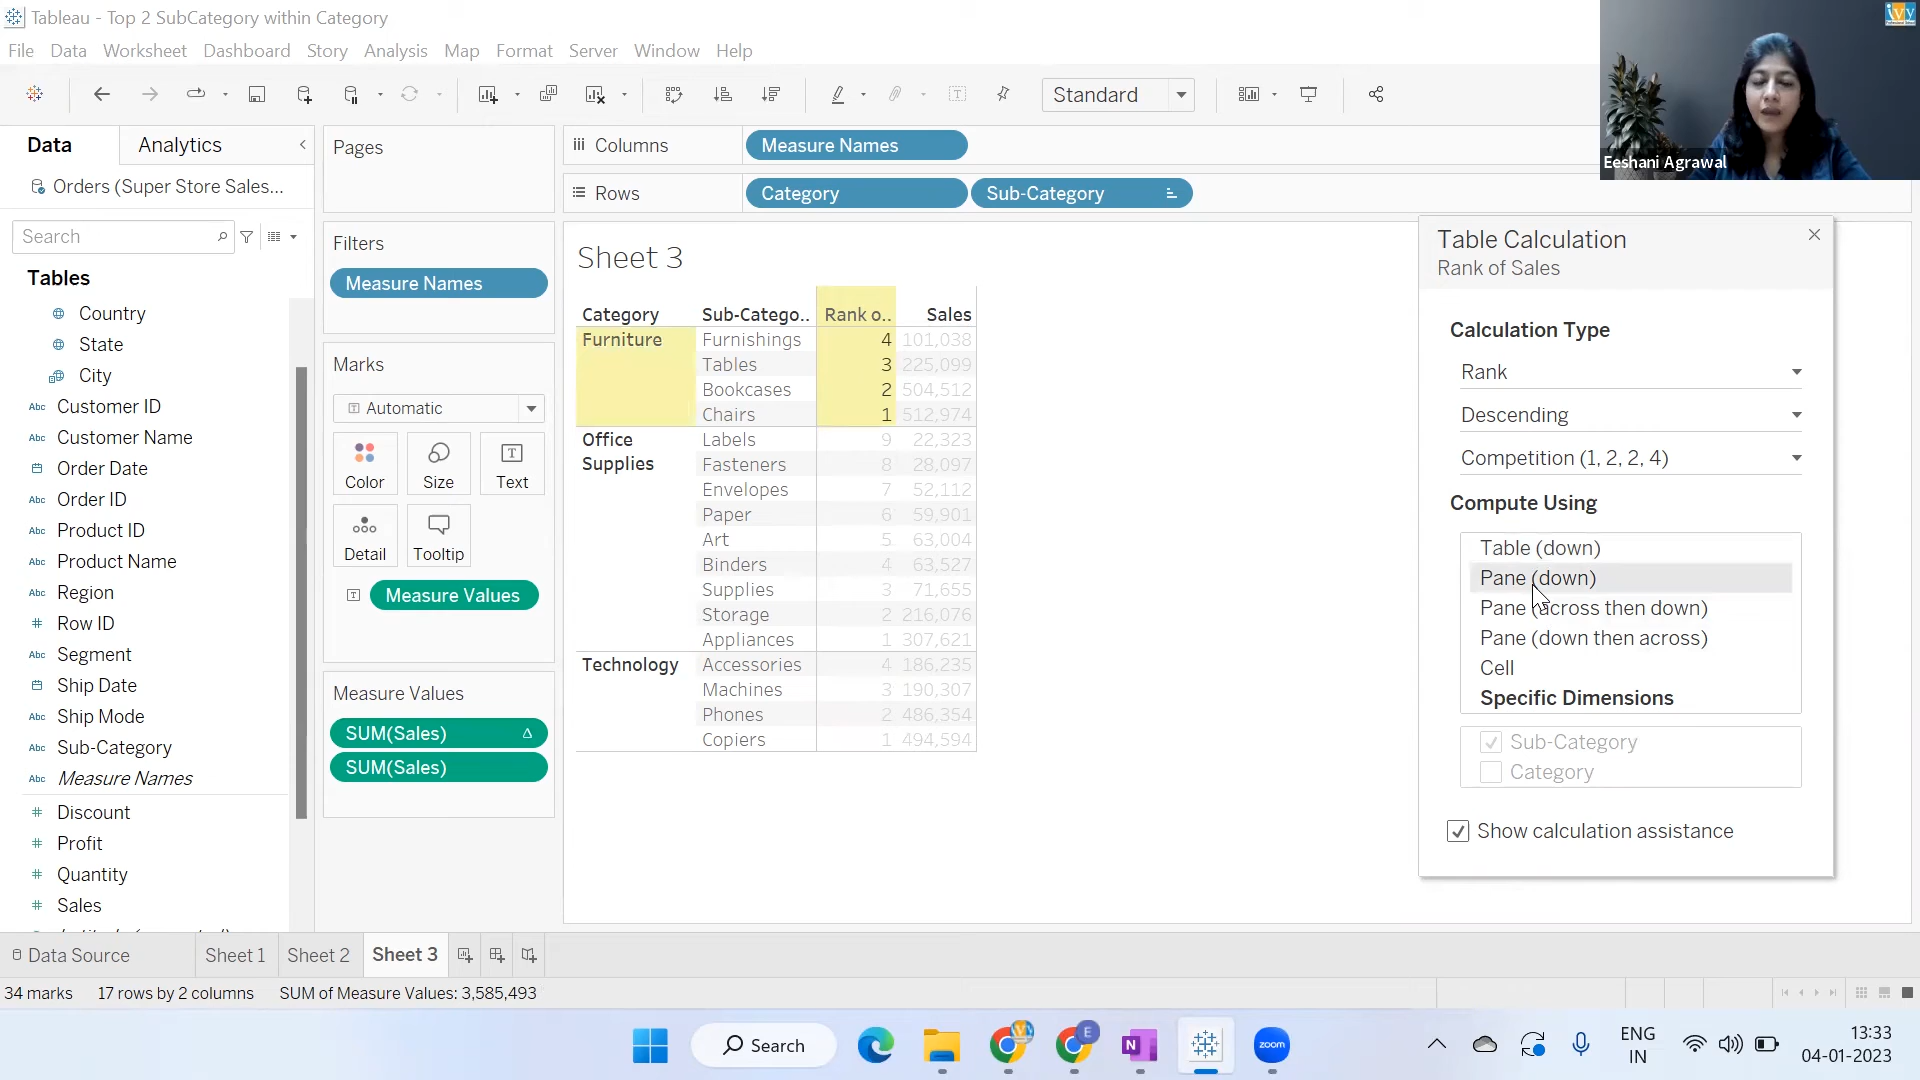 Tableau - Top 2 SubCategory within Category
File Data Worksheet Dashboard Story Analysis Map Format Server Window Help
Standard
ivy
Eeshani Agrawal
Data Analytics
Orders (Super Store Sales...
Search
Tables
Country
State
City
Abc Customer ID
Abc Customer Name
Order Date
Abc Order ID
Abc Product ID
Abc Product Name
Abc Region
# Row ID
Abc Segment
Ship Date
Abc Ship Mode
Abc Sub-Category
Abc Measure Names
# Discount
# Profit
# Quantity
# Sales
Pages
Filters
Measure Names
Marks
Automatic
Color Size Text
Detail Tooltip
Measure Values
Measure Values
SUM(Sales) Δ
SUM(Sales)
Columns Measure Names
Rows Category Sub-Category
Sheet 3
Category Sub-Catego.. Rank o.. Sales
Furniture Furnishings 4 101,038
Tables 3 225,099
Bookcases 2 504,512
Chairs 1 512,974
Office Labels 9 22,323
Supplies Fasteners 8 28,097
Envelopes 7 52,112
Paper 6 59,901
Art 5 63,004
Binders 4 63,527
Supplies 3 71,655
Storage 2 216,076
Appliances 1 307,621
Technology Accessories 4 186,235
Machines 3 190,307
Phones 2 486,354
Copiers 1 494,594
Table Calculation
Rank of Sales
Calculation Type
Rank
Descending
Competition (1, 2, 2, 4)
Compute Using
Table (down)
Pane (down)
Pane (across then down)
Pane (down then across)
Cell
Specific Dimensions
Sub-Category
Category
Show calculation assistance
Data Source Sheet 1 Sheet 2 Sheet 3
34 marks 17 rows by 2 columns SUM of Measure Values: 3,585,493
Search
E
N
zoom
ENG
IN
13:33
04-01-2023